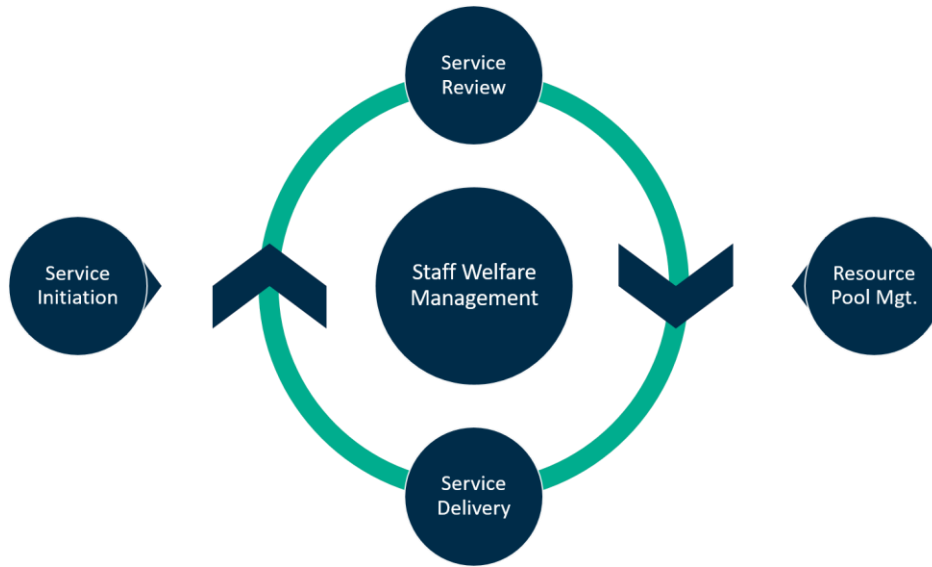 Service
Review
Service
Initiation
Staff Welfare
Management
Resource
Pool Mgt.
Service
Delivery